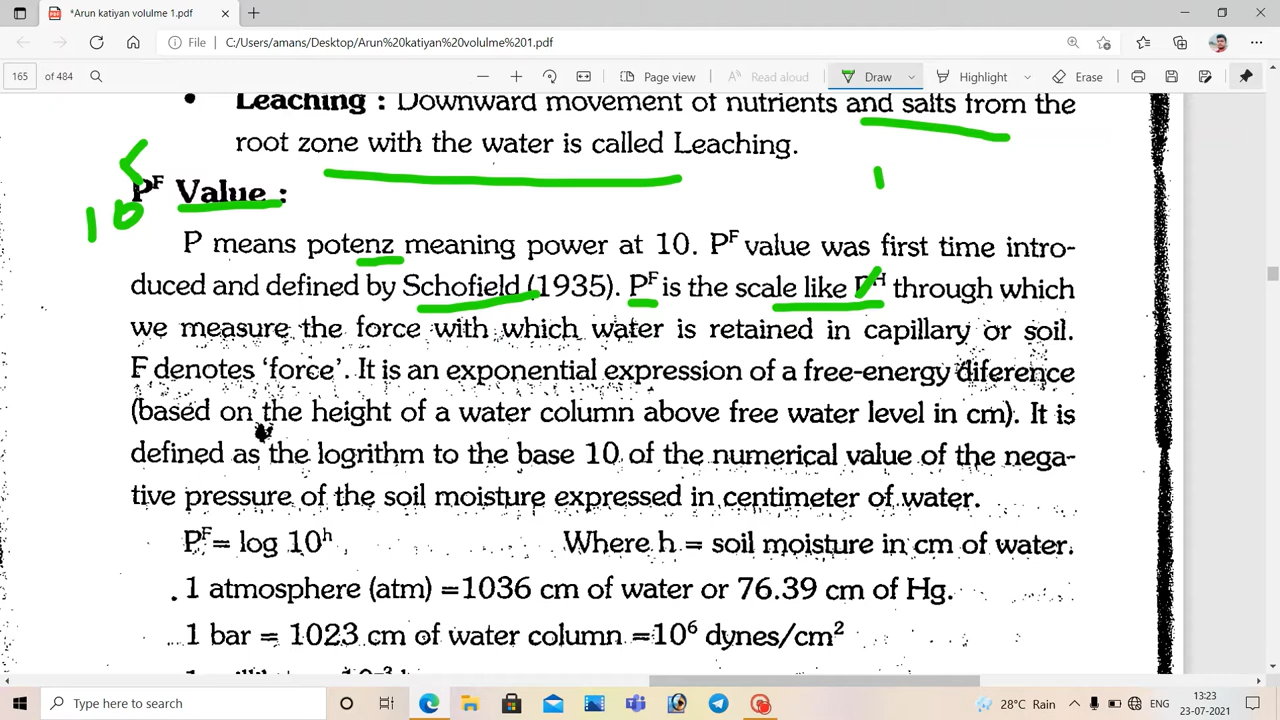 *Arun katiyan volulme 1.pdf
File C:/Users/amans/Desktop/Arun%20katiyan%20volulme%201.pdf
165 of 484 Page view Read aloud Draw Highlight Erase
• Leaching : Downward movement of nutrients and salts from the
root zone with the water is called Leaching.
PF Value :
10
P means potenz meaning power at 10. PF value was first time intro-
duced and defined by Schofield (1935). PF is the scale like PH through which
we measure the force with which water is retained in capillary or soil.
F denotes ‘force’. It is an exponential expression of a free-energy diference
(based on the height of a water column above free water level in cm). It is
defined as the logrithm to the base 10 of the numerical value of the nega-
tive pressure of the soil moisture expressed in centimeter of water.
PF= log 10h Where h = soil moisture in cm of water.
1 atmosphere (atm) =1036 cm of water or 76.39 cm of Hg.
1 bar = 1023 cm of water column =10⁶ dynes/cm²
Type here to search 28°C Rain ENG 13:23
23-07-2021